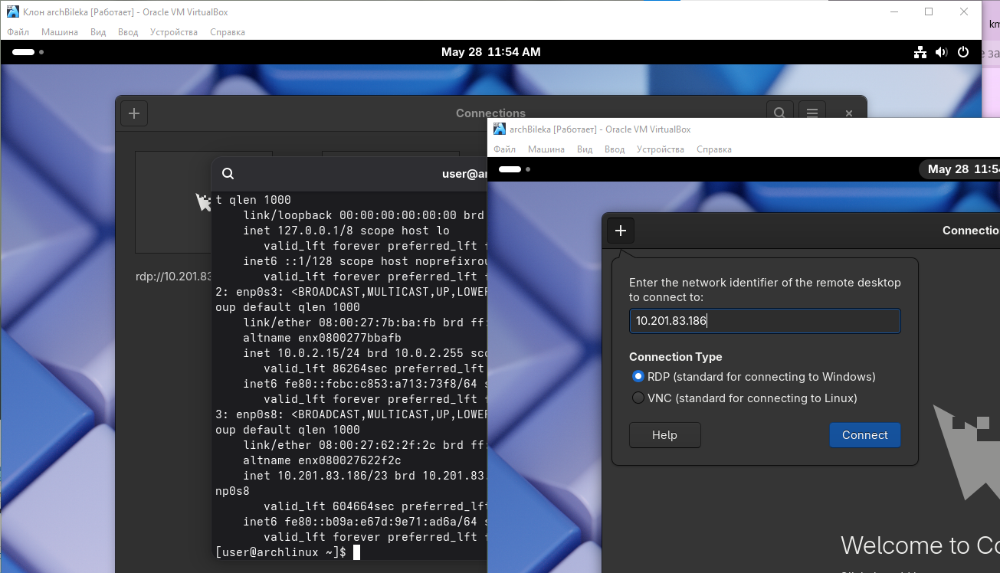 Клон archBileka [Работает] - Oracle VM VirtualBox
Файл Машина Вид Ввод Устройства Справка
May 28 11:54 AM
Connections
rdp://10.201.83
user@ar
t qlen 1000
link/loopback 00:00:00:00:00:00 brd
inet 127.0.0.1/8 scope host lo
valid_lft forever preferred_lft f
inet6 ::1/128 scope host noprefixrou
valid_lft forever preferred_lft f
2: enp0s3: <BROADCAST,MULTICAST,UP,LOWER
oup default qlen 1000
link/ether 08:00:27:7b:ba:fb brd ff:
altname enx0800277bbafb
inet 10.0.2.15/24 brd 10.0.2.255 sco
valid_lft 86264sec preferred_lft
inet6 fe80::fcbc:c853:a713:73f8/64 s
valid_lft forever preferred_lft f
3: enp0s8: <BROADCAST,MULTICAST,UP,LOWER
oup default qlen 1000
link/ether 08:00:27:62:2f:2c brd ff:
altname enx080027622f2c
inet 10.201.83.186/23 brd 10.201.83.
np0s8
valid_lft 604664sec preferred_lft
inet6 fe80::b09a:e67d:9e71:ad6a/64 s
valid_lft forever preferred_lft f
[user@archlinux ~]$
archBileka [Работает] - Oracle VM VirtualBox
Файл Машина Вид Ввод Устройства Справка
May 28 11:54
Connectio
Enter the network identifier of the remote desktop
to connect to:
10.201.83.186
Connection Type
RDP (standard for connecting to Windows)
VNC (standard for connecting to Linux)
Help Connect
Welcome to Co
km
е за